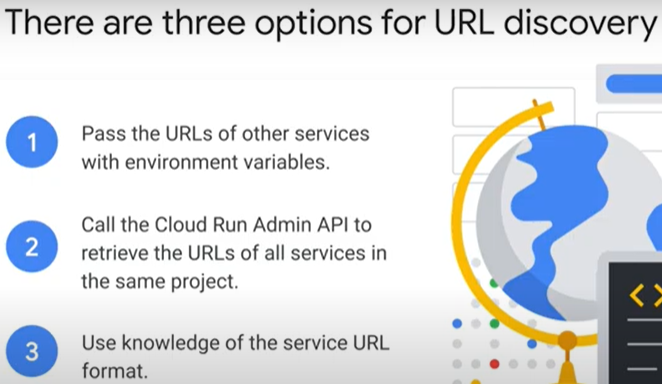 There are three options for URL discovery
1
Pass the URLs of other services
with environment variables.
2
Call the Cloud Run Admin API to
retrieve the URLs of all services in
the same project.
3
Use knowledge of the service URL
format.